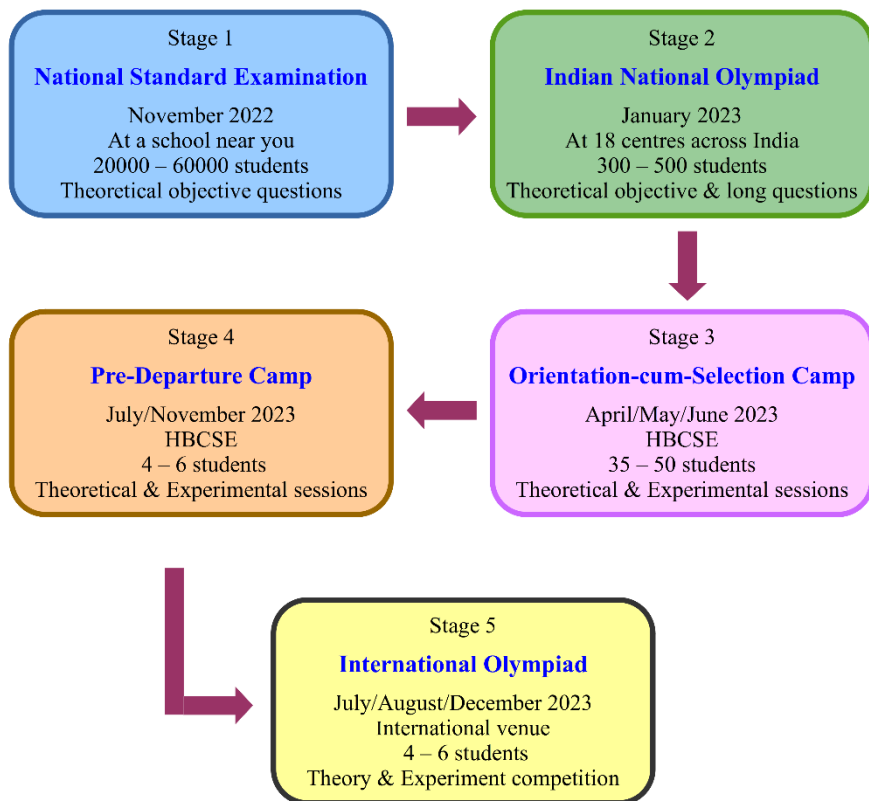 Stage 1
National Standard Examination
November 2022
At a school near you
20000 – 60000 students
Theoretical objective questions
Stage 2
Indian National Olympiad
January 2023
At 18 centres across India
300 – 500 students
Theoretical objective & long questions
Stage 3
Orientation-cum-Selection Camp
April/May/June 2023
HBCSE
35 – 50 students
Theoretical & Experimental sessions
Stage 4
Pre-Departure Camp
July/November 2023
HBCSE
4 – 6 students
Theoretical & Experimental sessions
Stage 5
International Olympiad
July/August/December 2023
International venue
4 – 6 students
Theory & Experiment competition